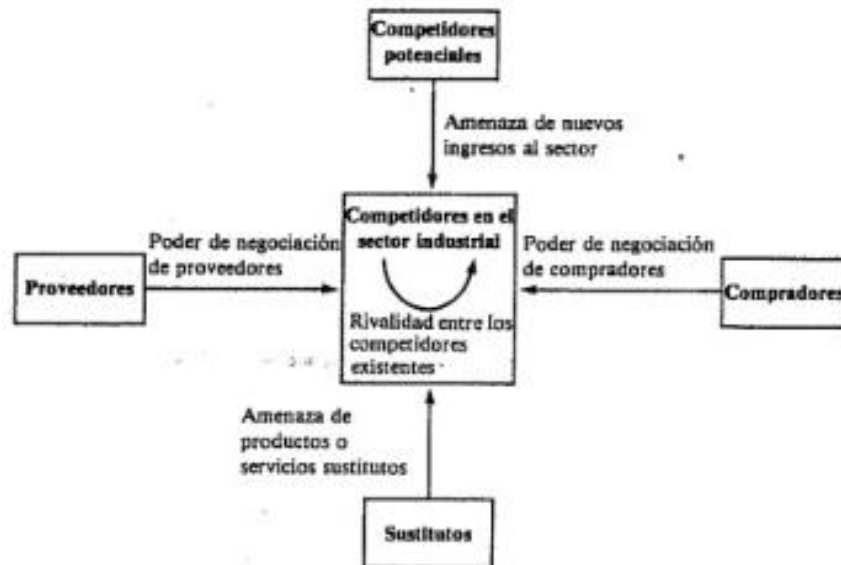 Competidores
potenciales
Amenaza de nuevos
ingresos al sector
Competidores en el
sector industrial
Poder de negociación
de proveedores
Proveedores
Poder de negociación
de compradores
Compradores
Rivalidad entre los
competidores
existentes
Amenaza de
productos o
servicios sustitutos
Sustitutos